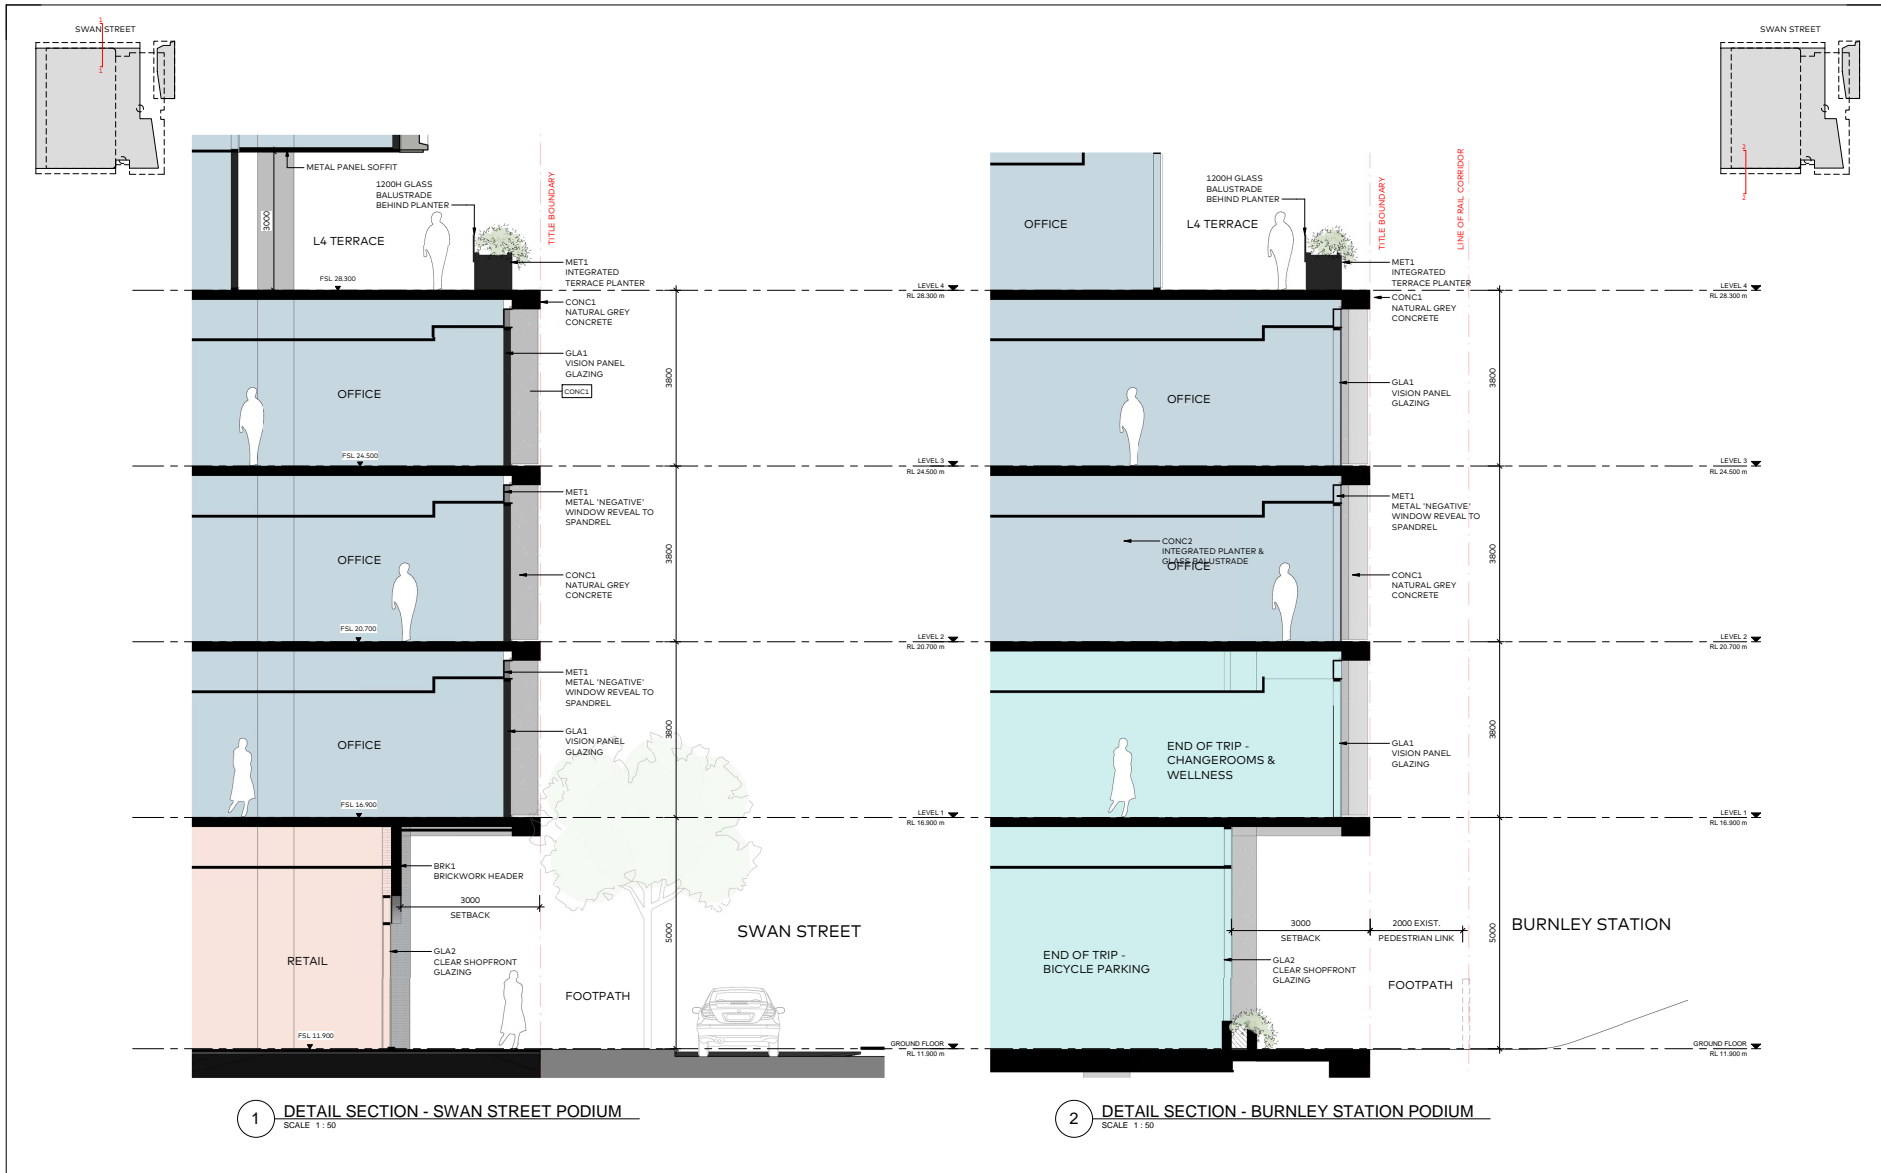 SWAN STREET
1
1
METAL PANEL SOFFIT
1200H GLASS
BALUSTRADE
BEHIND PLANTER
3000
L4 TERRACE
TITLE BOUNDARY
FSL 28.300
MET1
INTEGRATED
TERRACE PLANTER
LEVEL 4
RL 28.300 m
CONC1
NATURAL GREY
CONCRETE
GLA1
VISION PANEL
GLAZING
CONC1
OFFICE
3800
FSL 24.500
LEVEL 3
RL 24.500 m
MET1
METAL 'NEGATIVE'
WINDOW REVEAL TO
SPANDREL
OFFICE
3800
CONC1
NATURAL GREY
CONCRETE
FSL 20.700
LEVEL 2
RL 20.700 m
MET1
METAL 'NEGATIVE'
WINDOW REVEAL TO
SPANDREL
OFFICE
GLA1
VISION PANEL
GLAZING
3800
FSL 16.900
LEVEL 1
RL 16.900 m
BRK1
BRICKWORK HEADER
3000
SETBACK
5000
SWAN STREET
RETAIL
GLA2
CLEAR SHOPFRONT
GLAZING
FOOTPATH
FSL 11.900
GROUND FLOOR
RL 11.900 m
1
DETAIL SECTION - SWAN STREET PODIUM
SCALE 1 : 50
SWAN STREET
2
2
1200H GLASS
BALUSTRADE
BEHIND PLANTER
OFFICE
L4 TERRACE
TITLE BOUNDARY
LINE OF RAIL CORRIDOR
MET1
INTEGRATED
TERRACE PLANTER
LEVEL 4
RL 28.300 m
CONC1
NATURAL GREY
CONCRETE
GLA1
VISION PANEL
GLAZING
OFFICE
3800
LEVEL 3
RL 24.500 m
MET1
METAL 'NEGATIVE'
WINDOW REVEAL TO
SPANDREL
CONC2
INTEGRATED PLANTER &
GLASS BALUSTRADE
OFFICE
3800
CONC1
NATURAL GREY
CONCRETE
LEVEL 2
RL 20.700 m
END OF TRIP -
CHANGEROOMS &
WELLNESS
GLA1
VISION PANEL
GLAZING
3800
LEVEL 1
RL 16.900 m
3000
SETBACK
2000 EXIST.
PEDESTRIAN LINK
5000
BURNLEY STATION
END OF TRIP -
BICYCLE PARKING
GLA2
CLEAR SHOPFRONT
GLAZING
FOOTPATH
GROUND FLOOR
RL 11.900 m
2
DETAIL SECTION - BURNLEY STATION PODIUM
SCALE 1 : 50